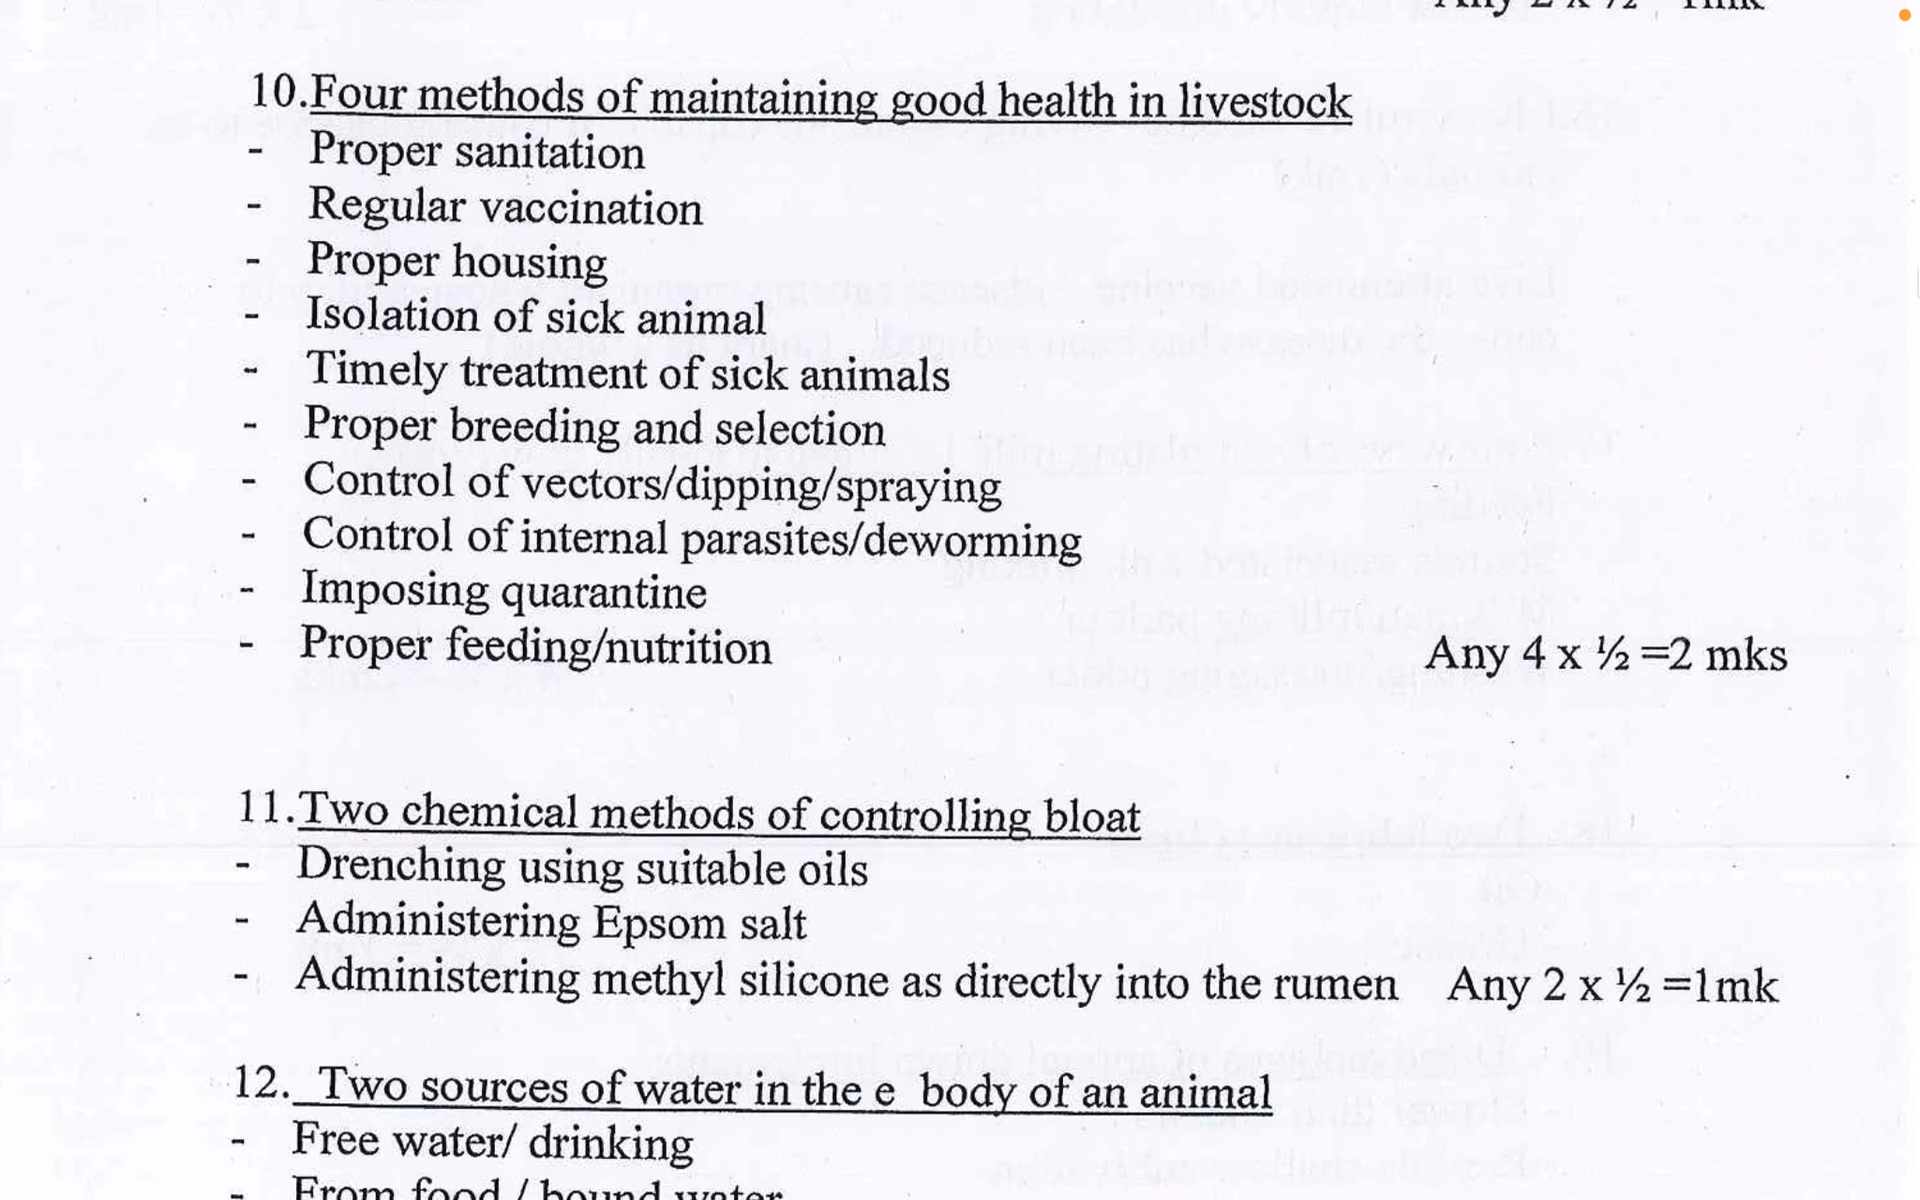 10.Four methods of maintaining good health in livestock
- Proper sanitation
- Regular vaccination
- Proper housing
- Isolation of sick animal
- Timely treatment of sick animals
- Proper breeding and selection
- Control of vectors/dipping/spraying
- Control of internal parasites/deworming
- Imposing quarantine
- Proper feeding/nutrition Any 4 x ½ =2 mks
11.Two chemical methods of controlling bloat
- Drenching using suitable oils
- Administering Epsom salt
- Administering methyl silicone as directly into the rumen Any 2 x ½ =1mk
12. Two sources of water in the e body of an animal
- Free water/ drinking
- From food / bound water